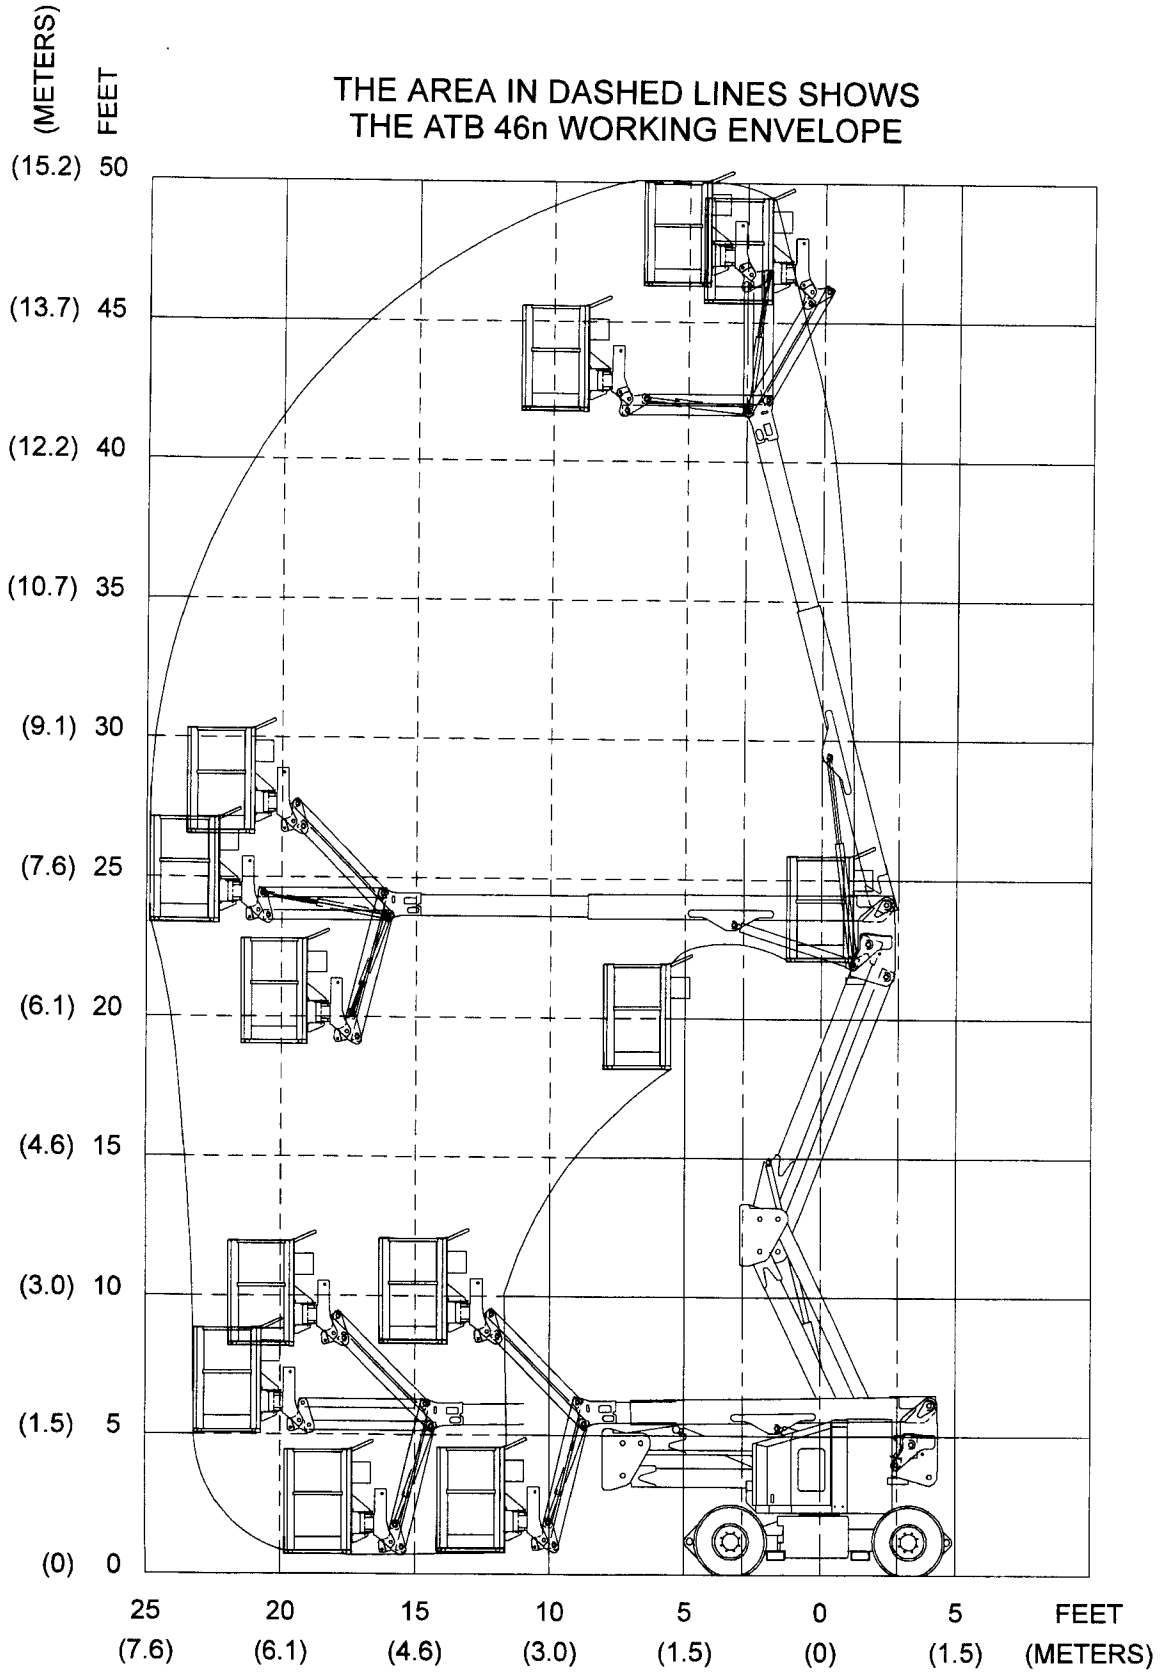 (METERS)
FEET
THE AREA IN DASHED LINES SHOWS
THE ATB 46n WORKING ENVELOPE
(15.2) 50
(13.7) 45
(12.2) 40
(10.7) 35
(9.1) 30
(7.6) 25
(6.1) 20
(4.6) 15
(3.0) 10
(1.5) 5
(0) 0
25 20 15 10 5 0 5 FEET
(7.6) (6.1) (4.6) (3.0) (1.5) (0) (1.5) (METERS)